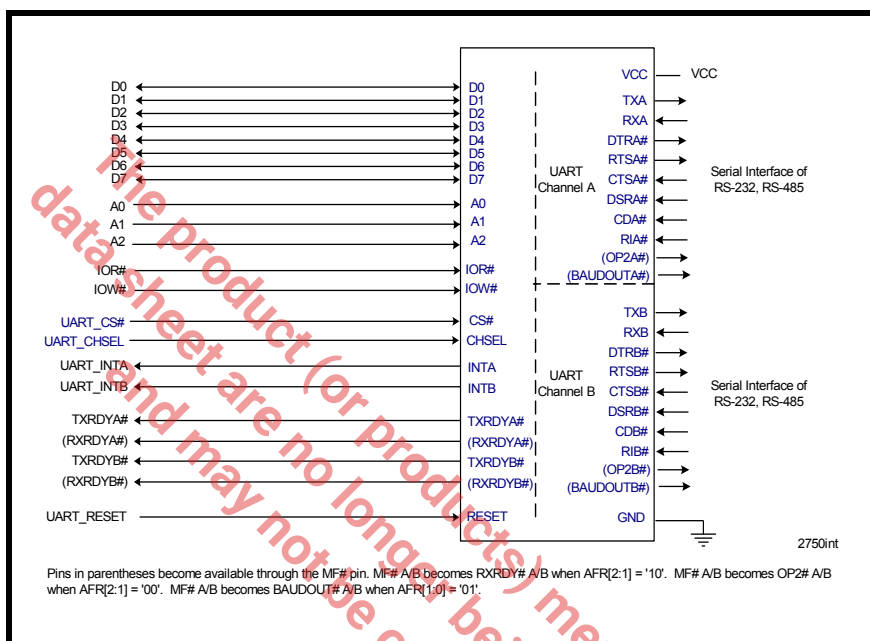 D0
D1
D2
D3
D4
D5
D6
D7
A0
A1
A2
IOR#
IOW#
UART_CS#
UART_CHSEL
UART_INTA
UART_INTB
TXRDYA#
(RXRDYA#)
TXRDYB#
(RXRDYB#)
UART_RESET
D0
D1
D2
D3
D4
D5
D6
D7
A0
A1
A2
IOR#
IOW#
CS#
CHSEL
INTA
INTB
TXRDYA#
(RXRDYA#)
TXRDYB#
(RXRDYB#)
RESET
UART
Channel A
UART
Channel B
VCC
TXA
RXA
DTRA#
RTSA#
CTSA#
DSRA#
CDA#
RIA#
(OP2A#)
(BAUDOUTA#)
TXB
RXB
DTRB#
RTSB#
CTSB#
DSRB#
CDB#
RIB#
(OP2B#)
(BAUDOUTB#)
GND
VCC
Serial Interface of
RS-232, RS-485
Serial Interface of
RS-232, RS-485
2750int
Pins in parentheses become available through the MF# pin. MF# A/B becomes RXRDY# A/B when AFR[2:1] = '10'. MF# A/B becomes OP2# A/B
when AFR[2:1] = '00'. MF# A/B becomes BAUDOUT# A/B when AFR[1:0] = '01'.
The product (or products) me
data sheet are no longer be
and may not be